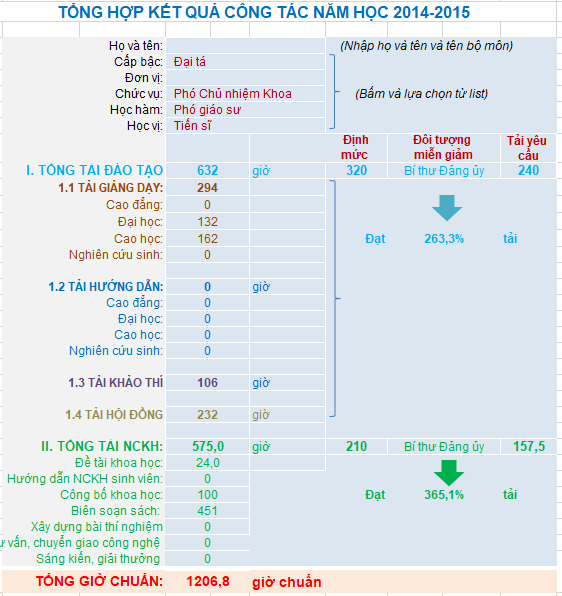 TỔNG HỢP KẾT QUẢ CÔNG TÁC NĂM HỌC 2014-2015
Họ và tên: (Nhập họ và tên và tên bộ môn)
Cấp bậc: Đại tá
Đơn vị:
Chức vụ: Phó Chủ nhiệm Khoa (Bấm và lựa chọn từ list)
Học hàm: Phó giáo sư
Học vị: Tiến sĩ
Định mức Đối tượng miễn giảm Tải yêu cầu
I. TỔNG TẢI ĐÀO TẠO 632 giờ 320 Bí thư Đảng ủy 240
1.1 TẢI GIẢNG DẠY: 294
Cao đẳng: 0
Đại học: 132
Cao học: 162 Đạt 263,3% tải
Nghiên cứu sinh: 0
1.2 TẢI HƯỚNG DẪN: 0 giờ
Cao đẳng: 0
Đại học: 0
Cao học: 0
Nghiên cứu sinh: 0
1.3 TẢI KHẢO THÍ 106 giờ
1.4 TẢI HỘI ĐỒNG 232 giờ
II. TỔNG TẢI NCKH: 575,0 giờ 210 Bí thư Đảng ủy 157,5
Đề tài khoa học: 24,0
Hướng dẫn NCKH sinh viên: 0
Công bố khoa học: 100 Đạt 365,1% tải
Biên soạn sách: 451
Xây dựng bài thí nghiệm 0
ư vấn, chuyển giao công nghệ 0
Sáng kiến, giải thưởng 0
TỔNG GIỜ CHUẨN: 1206,8 giờ chuẩn